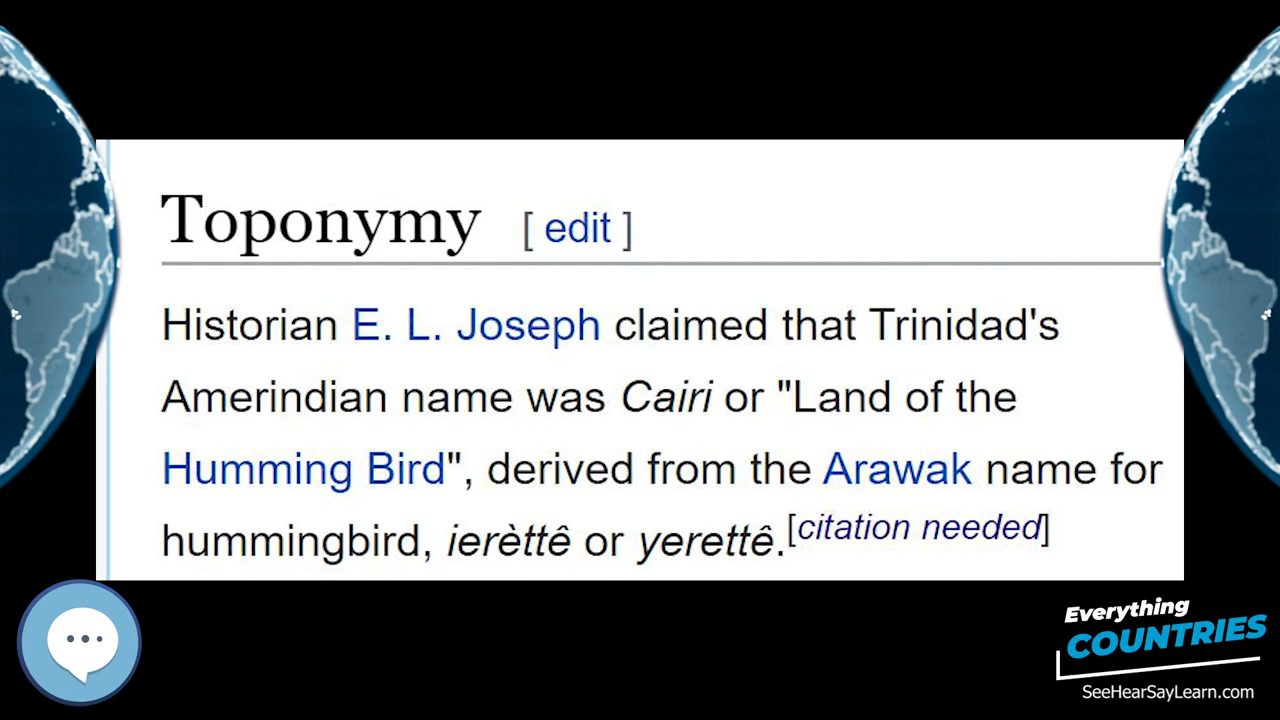 Toponymy [ edit ]
Historian E. L. Joseph claimed that Trinidad's
Amerindian name was Cairi or "Land of the
Humming Bird", derived from the Arawak name for
hummingbird, ierèttê or yerettê.[citation needed]
Everything
COUNTRIES
SeeHearSayLearn.com